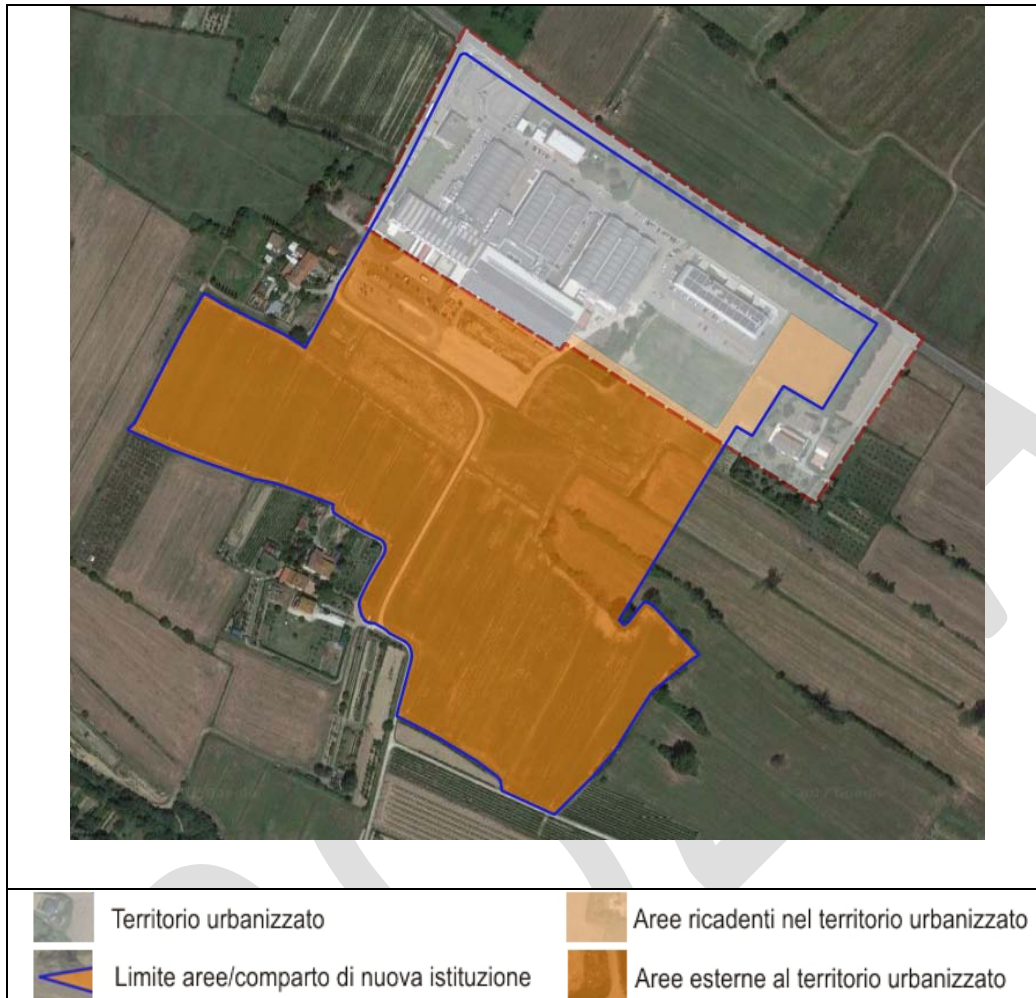 Territorio urbanizzato
Aree ricadenti nel territorio urbanizzato
Limite aree/comparto di nuova istituzione
Aree esterne al territorio urbanizzato